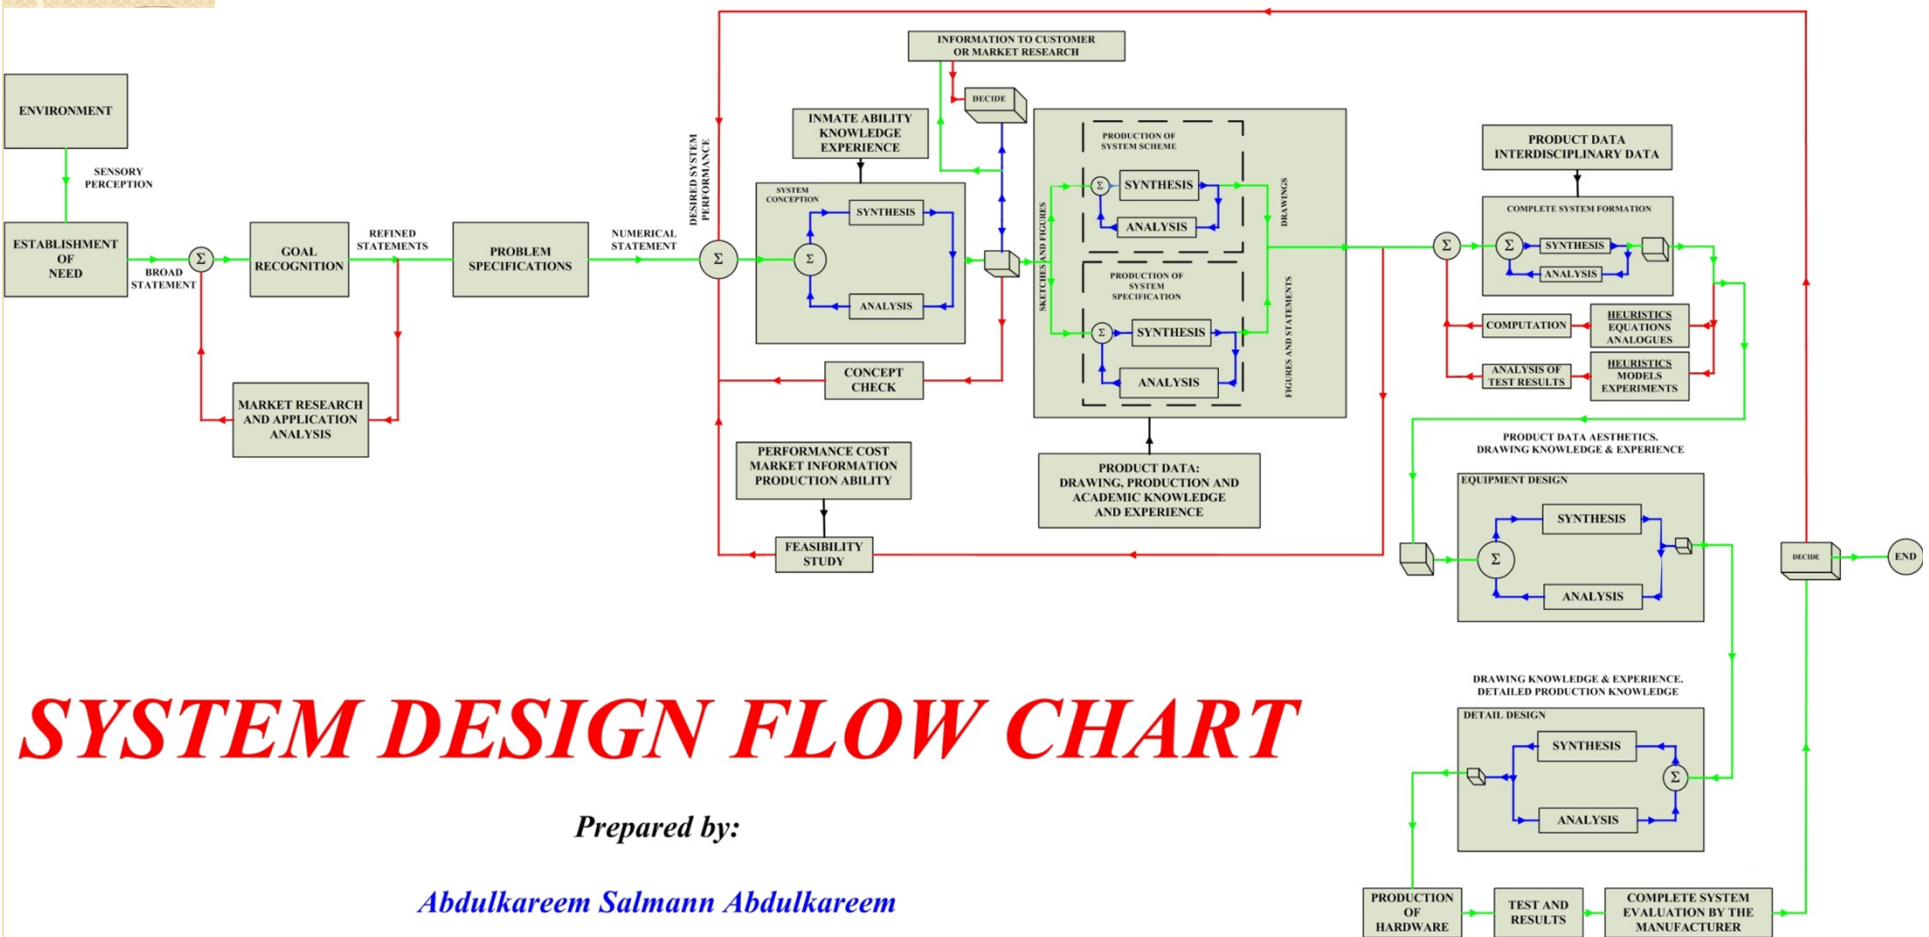 ENVIRONMENT
SENSORY
PERCEPTION
ESTABLISHMENT
OF
NEED
BROAD
STATEMENT
Σ
GOAL
RECOGNITION
REFINED
STATEMENTS
MARKET RESEARCH
AND APPLICATION
ANALYSIS
PROBLEM
SPECIFICATIONS
NUMERICAL
STATEMENT
DESIRED SYSTEM
PERFORMANCE
Σ
INMATE ABILITY
KNOWLEDGE
EXPERIENCE
SYSTEM
CONCEPTION
SYNTHESIS
Σ
ANALYSIS
INFORMATION TO CUSTOMER
OR MARKET RESEARCH
DECIDE
CONCEPT
CHECK
PERFORMANCE COST
MARKET INFORMATION
PRODUCTION ABILITY
FEASIBILITY
STUDY
SKETCHES AND FIGURES
PRODUCTION OF
SYSTEM SCHEME
Σ
SYNTHESIS
ANALYSIS
PRODUCTION OF
SYSTEM
SPECIFICATION
Σ
SYNTHESIS
ANALYSIS
DRAWINGS
FIGURES AND STATEMENTS
PRODUCT DATA:
DRAWING, PRODUCTION AND
ACADEMIC KNOWLEDGE
AND EXPERIENCE
PRODUCT DATA
INTERDISCIPLINARY DATA
Σ
COMPLETE SYSTEM FORMATION
Σ
SYNTHESIS
ANALYSIS
COMPUTATION
HEURISTICS
EQUATIONS
ANALOGUES
ANALYSIS OF
TEST RESULTS
HEURISTICS
MODELS
EXPERIMENTS
PRODUCT DATA AESTHETICS.
DRAWING KNOWLEDGE & EXPERIENCE
EQUIPMENT DESIGN
SYNTHESIS
Σ
ANALYSIS
DECIDE
END
DRAWING KNOWLEDGE & EXPERIENCE.
DETAILED PRODUCTION KNOWLEDGE
DETAIL DESIGN
SYNTHESIS
Σ
ANALYSIS
PRODUCTION
OF
HARDWARE
TEST AND
RESULTS
COMPLETE SYSTEM
EVALUATION BY THE
MANUFACTURER
SYSTEM DESIGN FLOW CHART
Prepared by:
Abdulkareem Salmann Abdulkareem